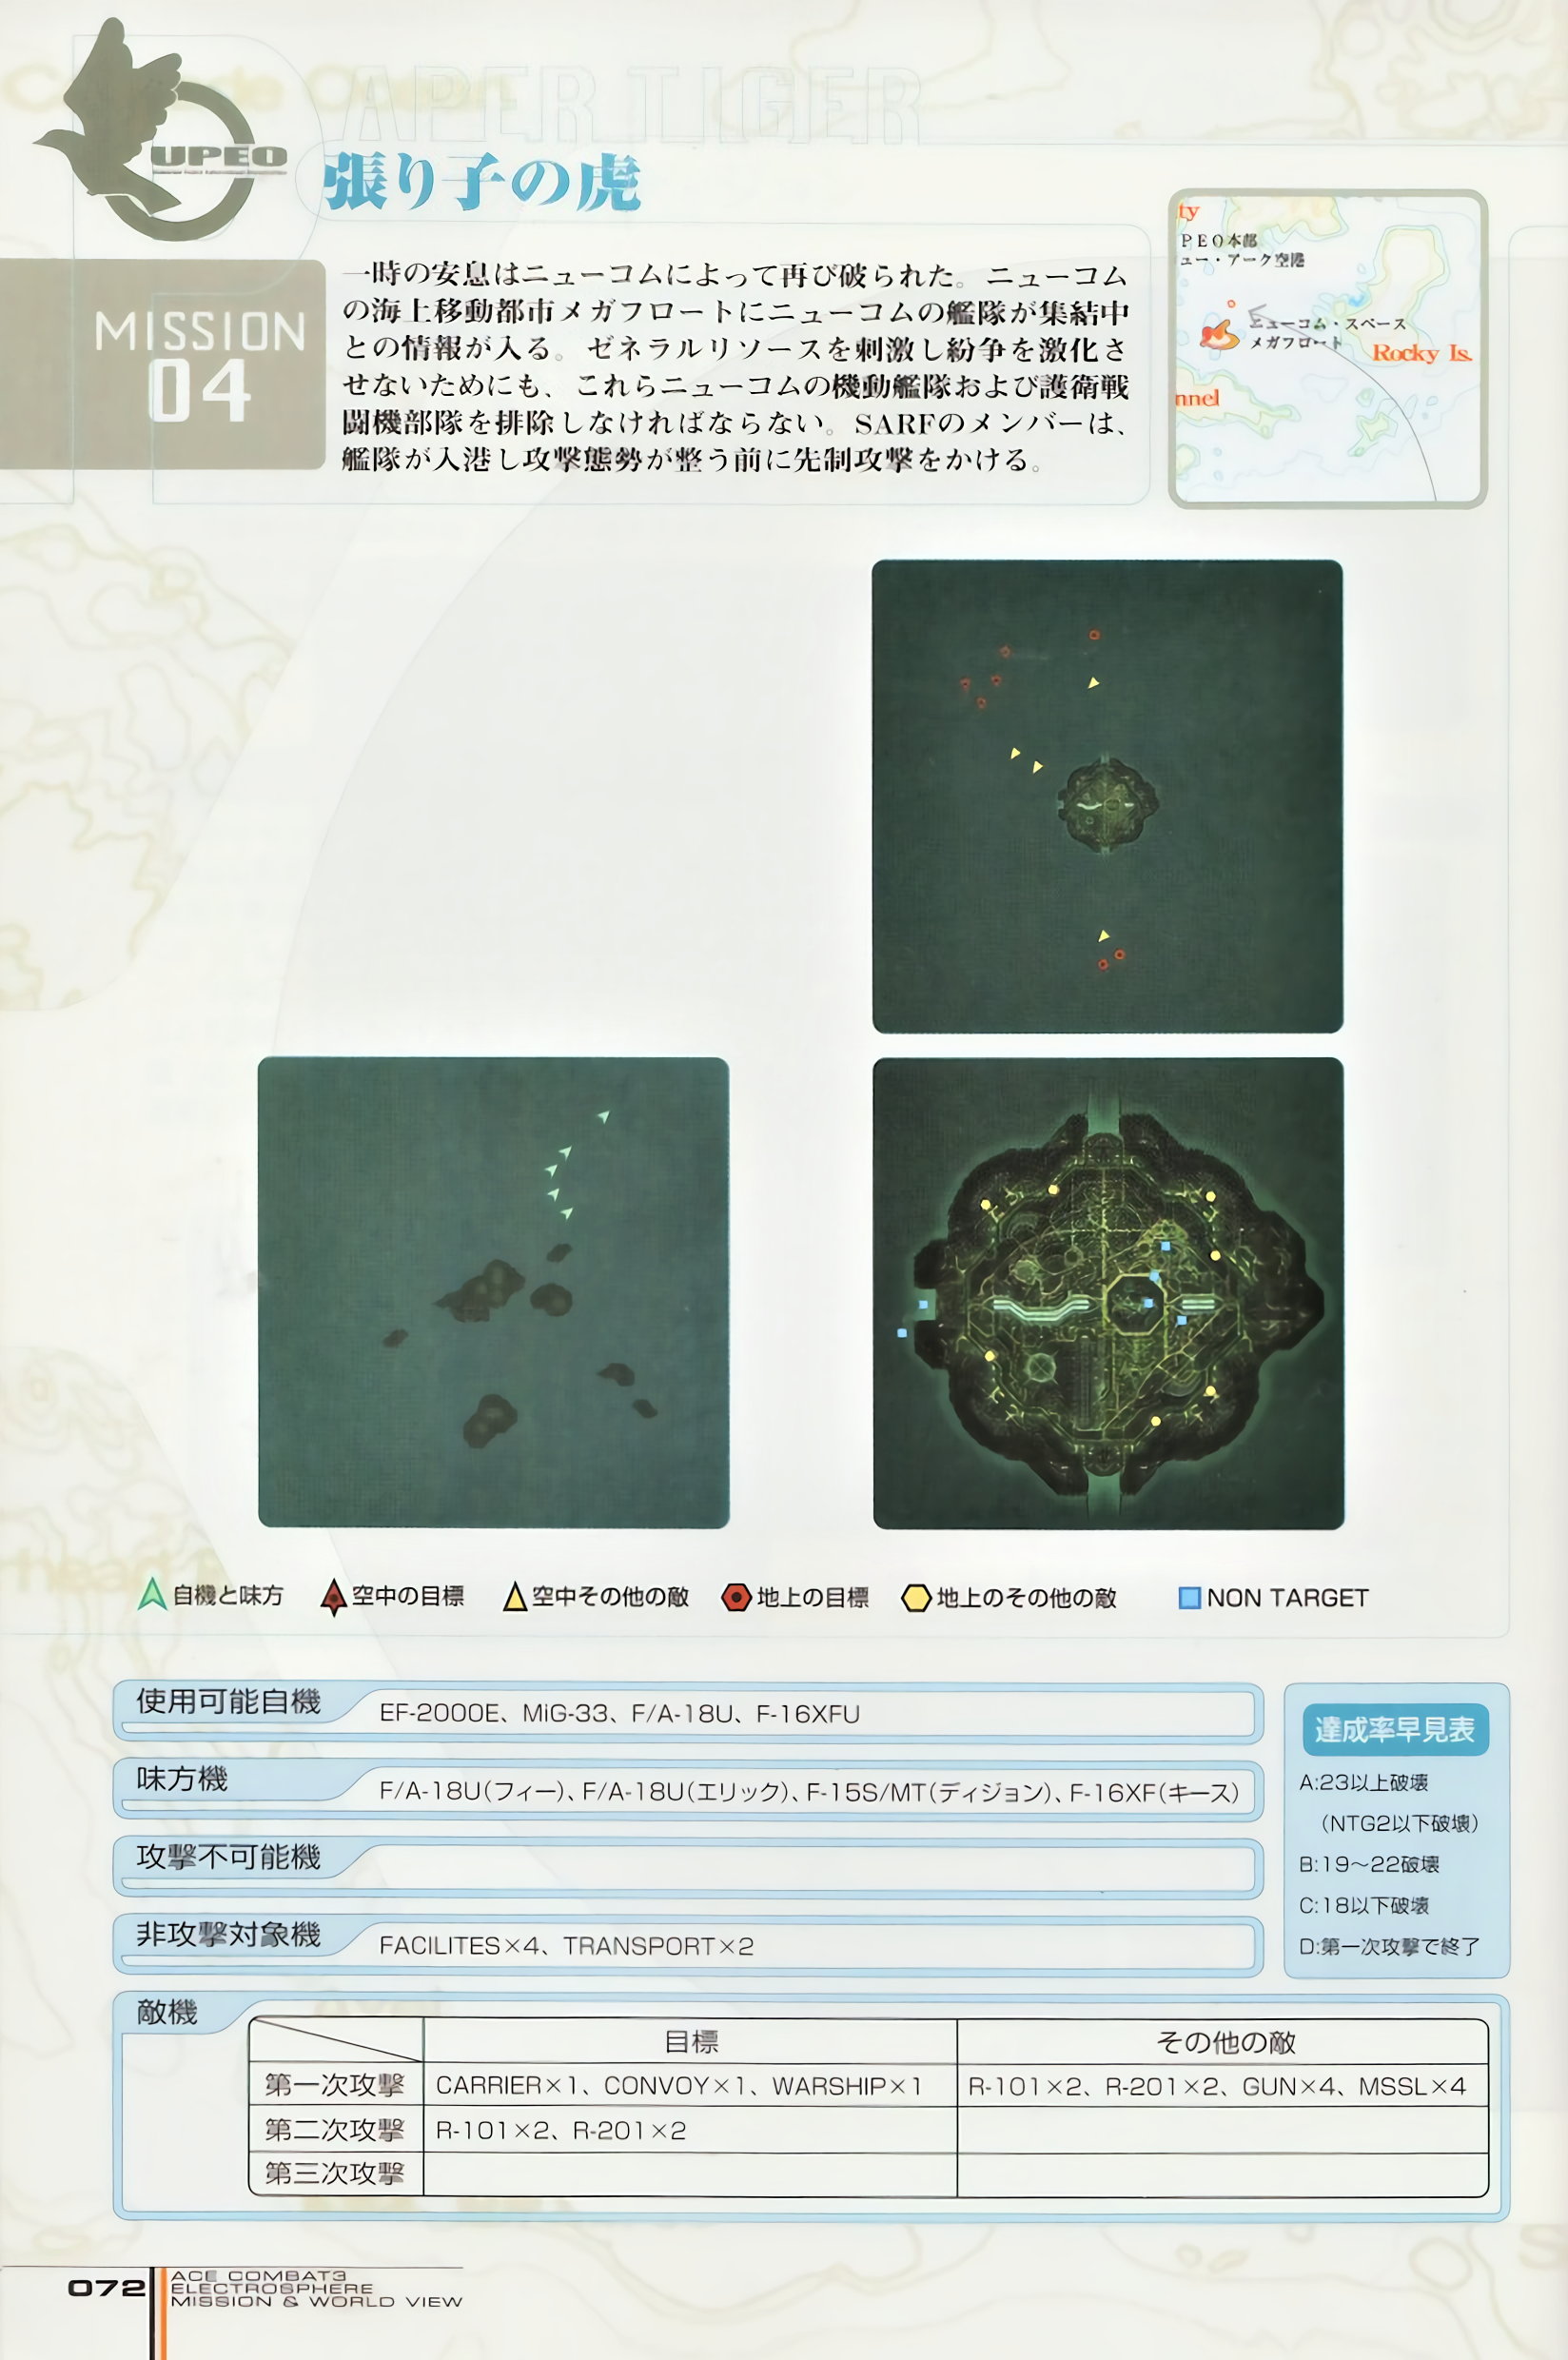 APER TIGER
UPEO
張り子の虎
MISSION
04
一時の安息はニューコムによって再び破られた。ニューコム
の海上移動都市メガフロートにニューコムの艦隊が集結中
との情報が入る。ゼネラルリソースを刺激し紛争を激化さ
せないためにも、これらニューコムの機動艦隊および護衛戦
闘機部隊を排除しなければならない。SARFのメンバーは、
艦隊が入港し攻撃態勢が整う前に先制攻撃をかける。
ty
PEO本部
ュー・アーク空港
ニューコム・スペース
メガフロート
Rocky Is.
nnel
自機と味方
空中の目標
空中その他の敵
地上の目標
地上のその他の敵
NON TARGET
使用可能自機
EF-2000E、MiG-33、F/A-18U、F-16XFU
味方機
F/A-18U(フィー)、F/A-18U(エリック)、F-15S/MT(ディジョン)、F-16XF(キース)
攻撃不可能機
非攻撃対象機
FACILITES×4、TRANSPORT×2
達成率早見表
A:23以上破壊
(NTG2以下破壊)
B:19〜22破壊
C:18以下破壊
D:第一次攻撃で終了
敵機
目標 その他の敵
第一次攻撃 CARRIER×1、CONVOY×1、WARSHIP×1 R-101×2、R-201×2、GUN×4、MSSL×4
第二次攻撃 R-101×2、R-201×2
第三次攻撃
072
ACE COMBAT3
ELECTROSPHERE
MISSION & WORLD VIEW